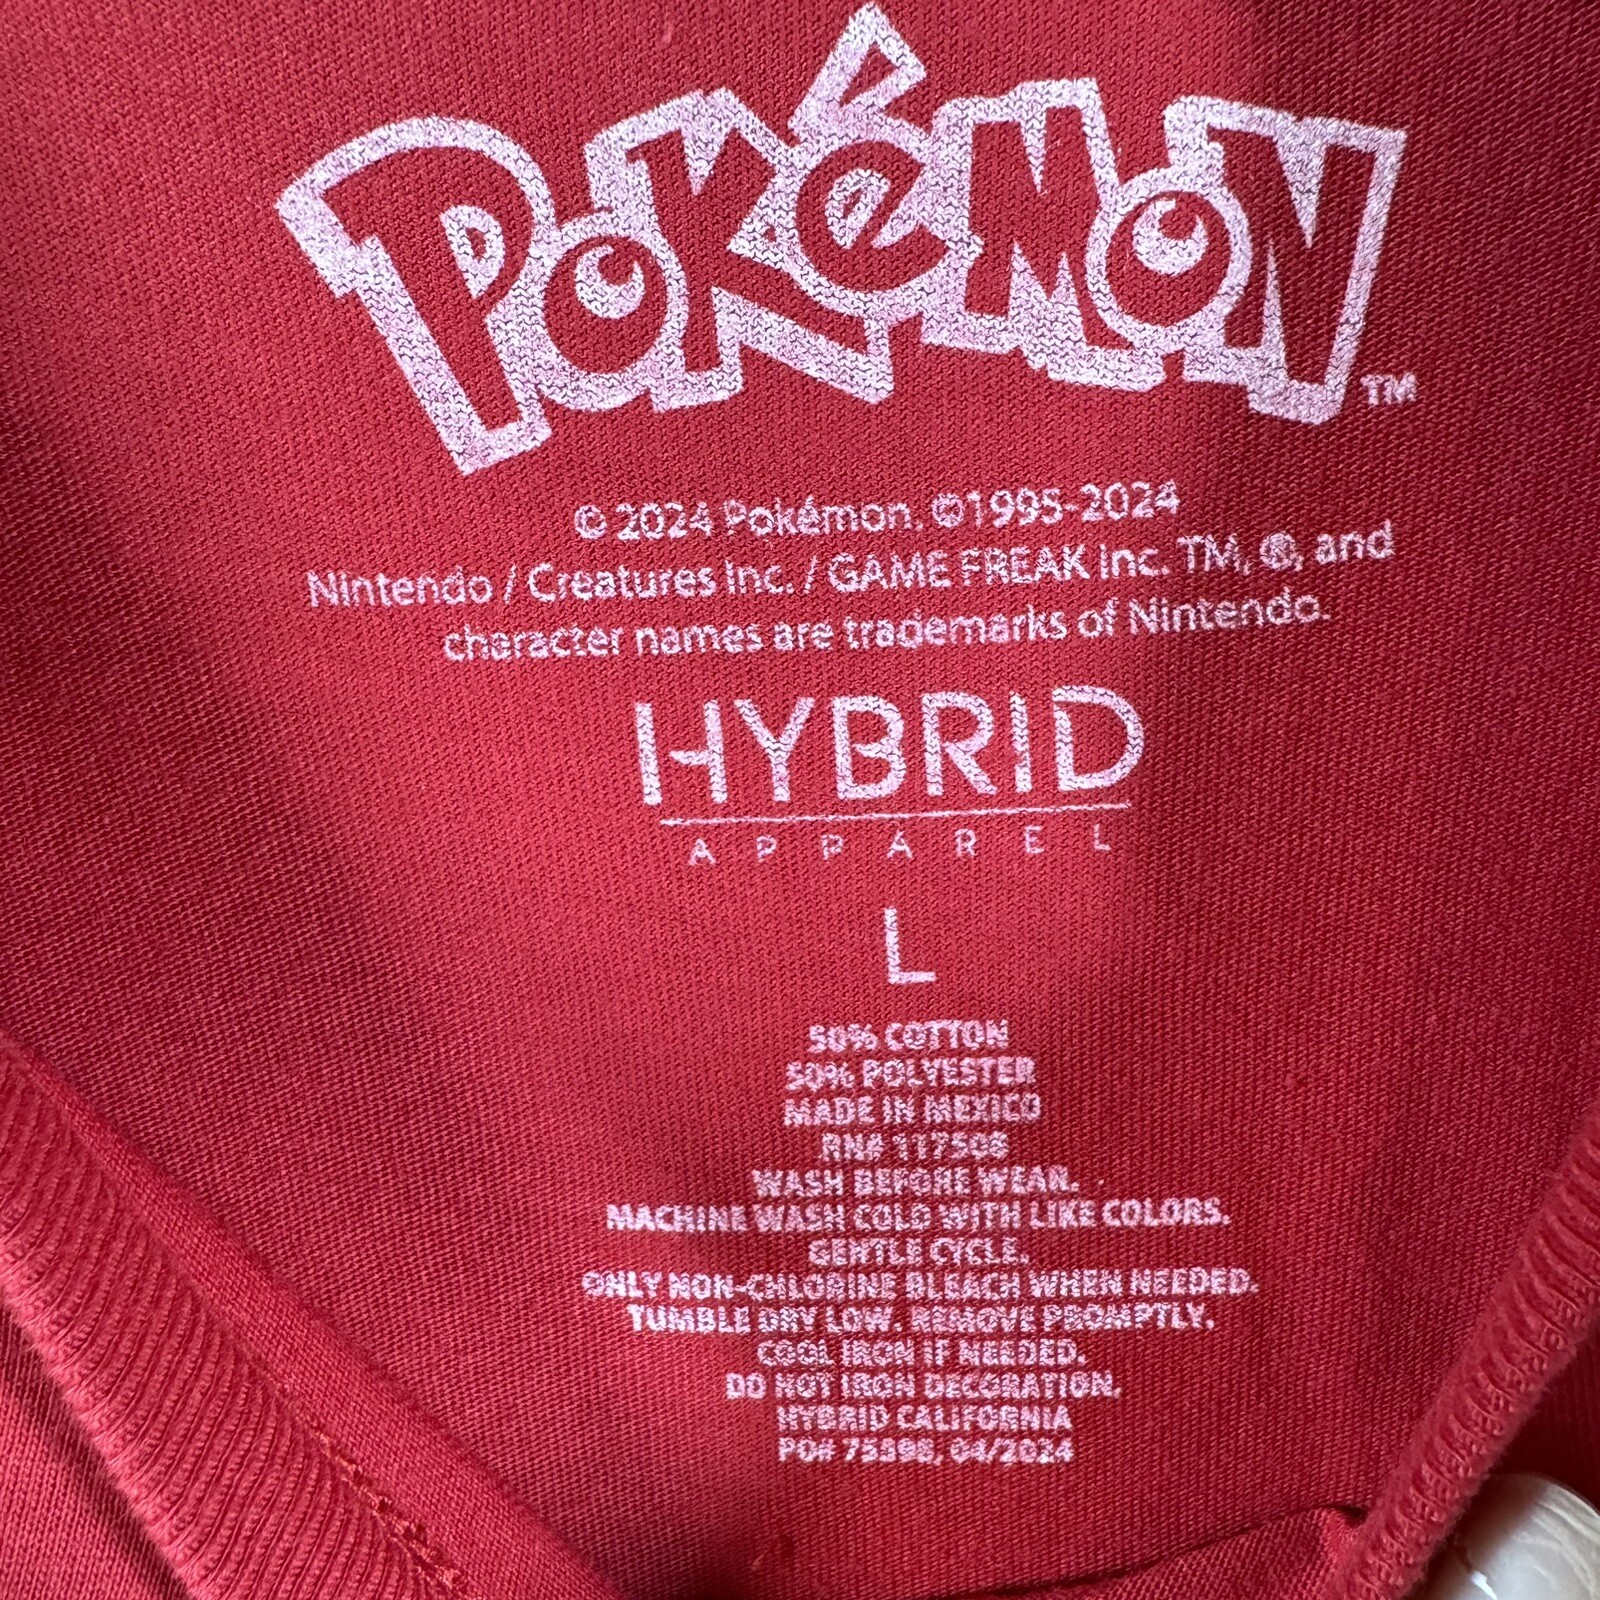 POKéMON TM
© 2024 Pokémon. ©1995-2024
Nintendo / Creatures Inc. / GAME FREAK Inc. TM, ®, and
character names are trademarks of Nintendo.
HYBRID
APPAREL
L
50% COTTON
50% POLYESTER
MADE IN MEXICO
RN# 117508
WASH BEFORE WEAR.
MACHINE WASH COLD WITH LIKE COLORS.
GENTLE CYCLE.
ONLY NON-CHLORINE BLEACH WHEN NEEDED.
TUMBLE DRY LOW. REMOVE PROMPTLY.
COOL IRON IF NEEDED.
DO NOT IRON DECORATION.
HYBRID CALIFORNIA
PO# 04/2024